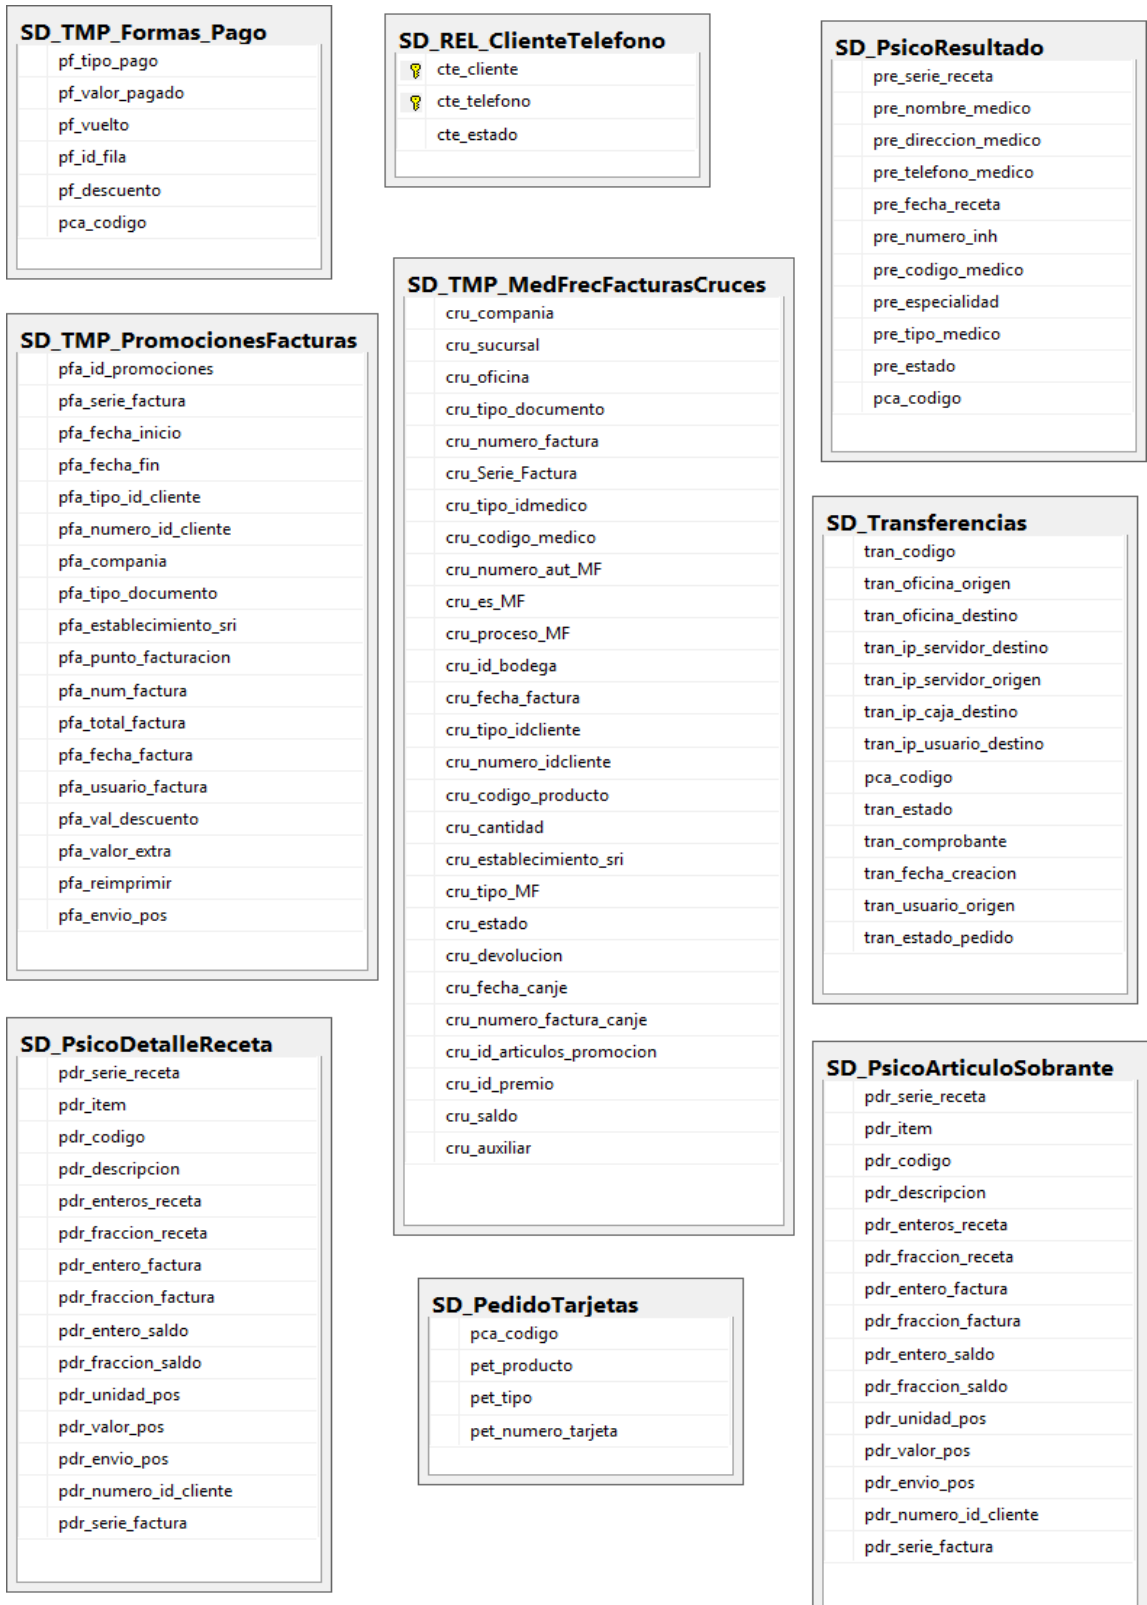 SD_TMP_Formas_Pago
pf_tipo_pago
pf_valor_pagado
pf_vuelto
pf_id_fila
pf_descuento
pca_codigo
SD_TMP_PromocionesFacturas
pfa_id_promociones
pfa_serie_factura
pfa_fecha_inicio
pfa_fecha_fin
pfa_tipo_id_cliente
pfa_numero_id_cliente
pfa_compania
pfa_tipo_documento
pfa_establecimiento_sri
pfa_punto_facturacion
pfa_num_factura
pfa_total_factura
pfa_fecha_factura
pfa_usuario_factura
pfa_val_descuento
pfa_valor_extra
pfa_reimprimir
pfa_envio_pos
SD_PsicoDetalleReceta
pdr_serie_receta
pdr_item
pdr_codigo
pdr_descripcion
pdr_enteros_receta
pdr_fraccion_receta
pdr_entero_factura
pdr_fraccion_factura
pdr_entero_saldo
pdr_fraccion_saldo
pdr_unidad_pos
pdr_valor_pos
pdr_envio_pos
pdr_numero_id_cliente
pdr_serie_factura
SD_REL_ClienteTelefono
cte_cliente
cte_telefono
cte_estado
SD_TMP_MedFrecFacturasCruces
cru_compania
cru_sucursal
cru_oficina
cru_tipo_documento
cru_numero_factura
cru_Serie_Factura
cru_tipo_idmedico
cru_codigo_medico
cru_numero_aut_MF
cru_es_MF
cru_proceso_MF
cru_id_bodega
cru_fecha_factura
cru_tipo_idcliente
cru_numero_idcliente
cru_codigo_producto
cru_cantidad
cru_establecimiento_sri
cru_tipo_MF
cru_estado
cru_devolucion
cru_fecha_canje
cru_numero_factura_canje
cru_id_articulos_promocion
cru_id_premio
cru_saldo
cru_auxiliar
SD_PedidoTarjetas
pca_codigo
pet_producto
pet_tipo
pet_numero_tarjeta
SD_PsicoResultado
pre_serie_receta
pre_nombre_medico
pre_direccion_medico
pre_telefono_medico
pre_fecha_receta
pre_numero_inh
pre_codigo_medico
pre_especialidad
pre_tipo_medico
pre_estado
pca_codigo
SD_Transferencias
tran_codigo
tran_oficina_origen
tran_oficina_destino
tran_ip_servidor_destino
tran_ip_servidor_origen
tran_ip_caja_destino
tran_ip_usuario_destino
pca_codigo
tran_estado
tran_comprobante
tran_fecha_creacion
tran_usuario_origen
tran_estado_pedido
SD_PsicoArticuloSobrante
pdr_serie_receta
pdr_item
pdr_codigo
pdr_descripcion
pdr_enteros_receta
pdr_fraccion_receta
pdr_entero_factura
pdr_fraccion_factura
pdr_entero_saldo
pdr_fraccion_saldo
pdr_unidad_pos
pdr_valor_pos
pdr_envio_pos
pdr_numero_id_cliente
pdr_serie_factura